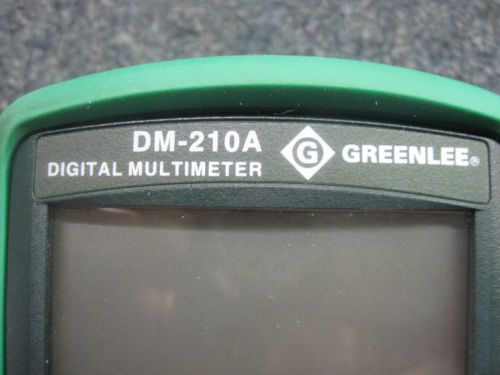 DM-210A
DIGITAL MULTIMETER
G GREENLEE®